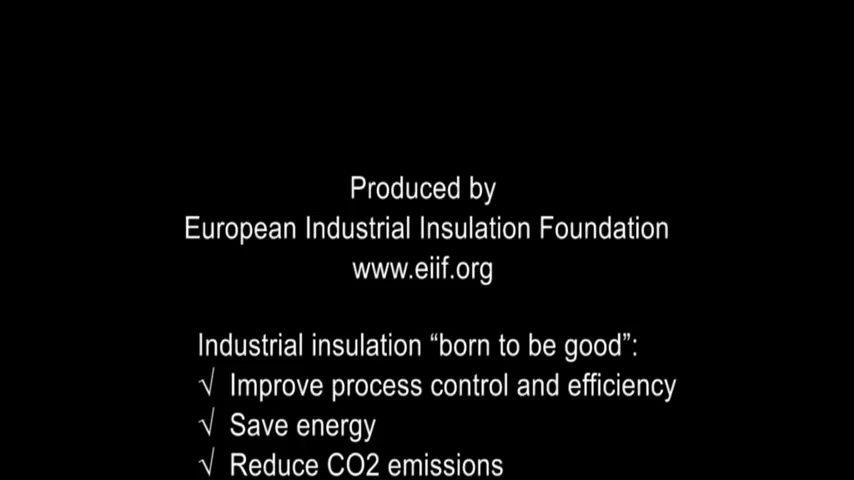 Produced by
European Industrial Insulation Foundation
www.eiif.org
Industrial insulation “born to be good”:
√ Improve process control and efficiency
√ Save energy
√ Reduce CO2 emissions